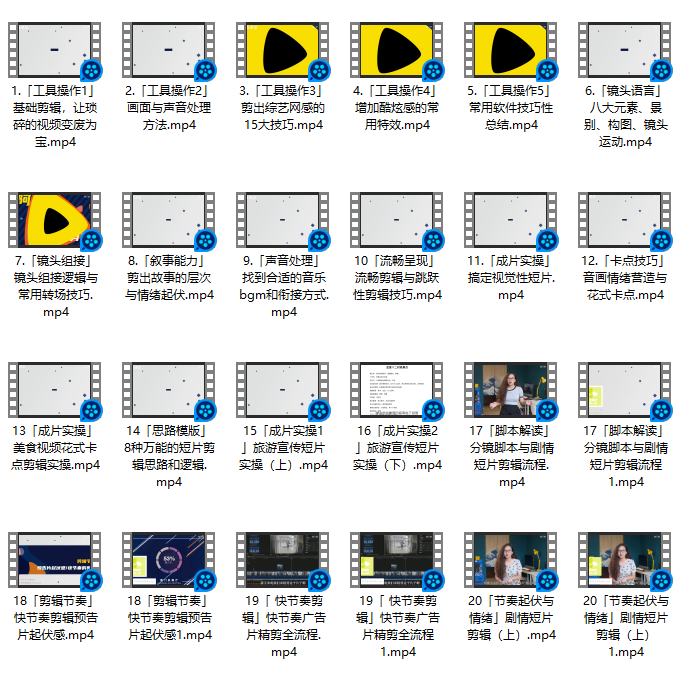 1.「工具操作1」
基础剪辑，让琐
碎的视频变废为
宝.mp4
2.「工具操作2」
画面与声音处理
方法.mp4
3.「工具操作3」
剪出综艺网感的
15大技巧.mp4
4.「工具操作4」
增加酷炫感的常
用特效.mp4
5.「工具操作5」
常用软件技巧性
总结.mp4
6.「镜头语言」
八大元素、景
别、构图、镜头
运动.mp4
7.「镜头组接」
镜头组接逻辑与
常用转场技巧.
mp4
8.「叙事能力」
剪出故事的层次
与情绪起伏.mp4
9.「声音处理」
找到合适的音乐
bgm和衔接方式.
mp4
10「流畅呈现」
流畅剪辑与跳跃
性剪辑技巧.mp4
11.「成片实操」
搞定视觉性短片.
mp4
12.「卡点技巧」
音画情绪营造与
花式卡点.mp4
13「成片实操」
美食视频花式卡
点剪辑实操.mp4
14「思路模版」
8种万能的短片剪
辑思路和逻辑.
mp4
15「成片实操1
」旅游宣传短片
实操（上）.mp4
16「成片实操2
」旅游宣传短片
实操（下）.mp4
17「脚本解读」
分镜脚本与剧情
短片剪辑流程.
mp4
17「脚本解读」
分镜脚本与剧情
短片剪辑流程
1.mp4
18「剪辑节奏」
快节奏剪辑预告
片起伏感.mp4
18「剪辑节奏」
快节奏剪辑预告
片起伏感1.mp4
19「 快节奏剪
辑」快节奏广告
片精剪全流程.
mp4
19「 快节奏剪
辑」快节奏广告
片精剪全流程
1.mp4
20「节奏起伏与
情绪」剧情短片
剪辑（上）.mp4
53%
20「节奏起伏与
情绪」剧情短片
剪辑（上）
1.mp4